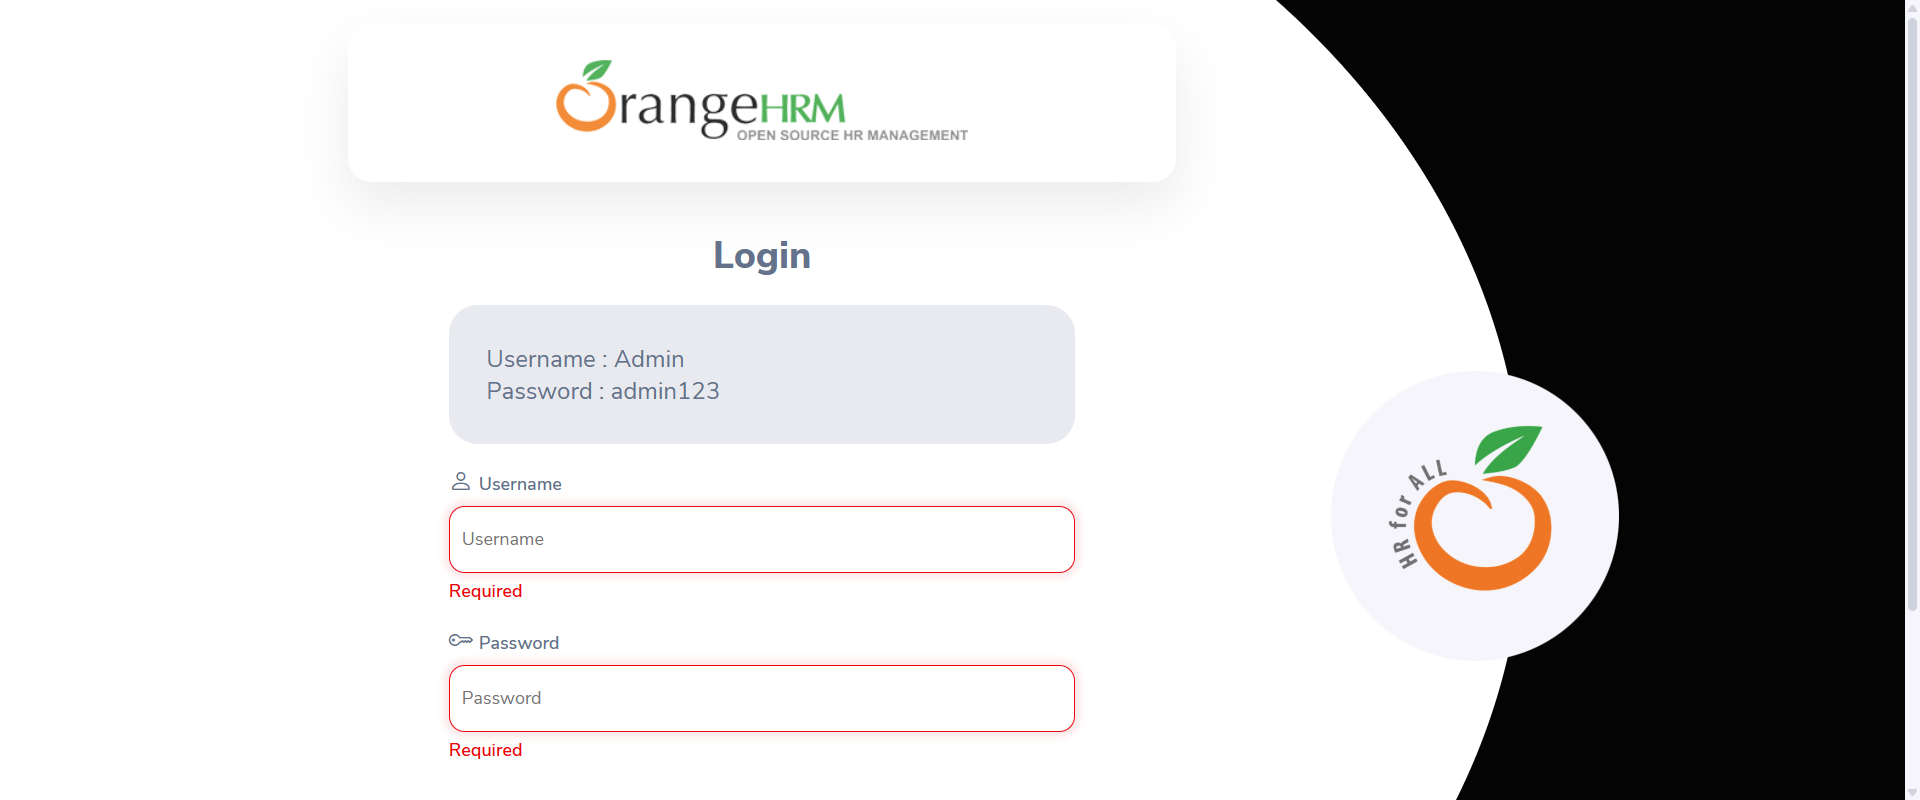 OrangeHRM
OPEN SOURCE HR MANAGEMENT
Login
Username : Admin
Password : admin123
Username
Username
Required
Password
Password
Required
HR for ALL